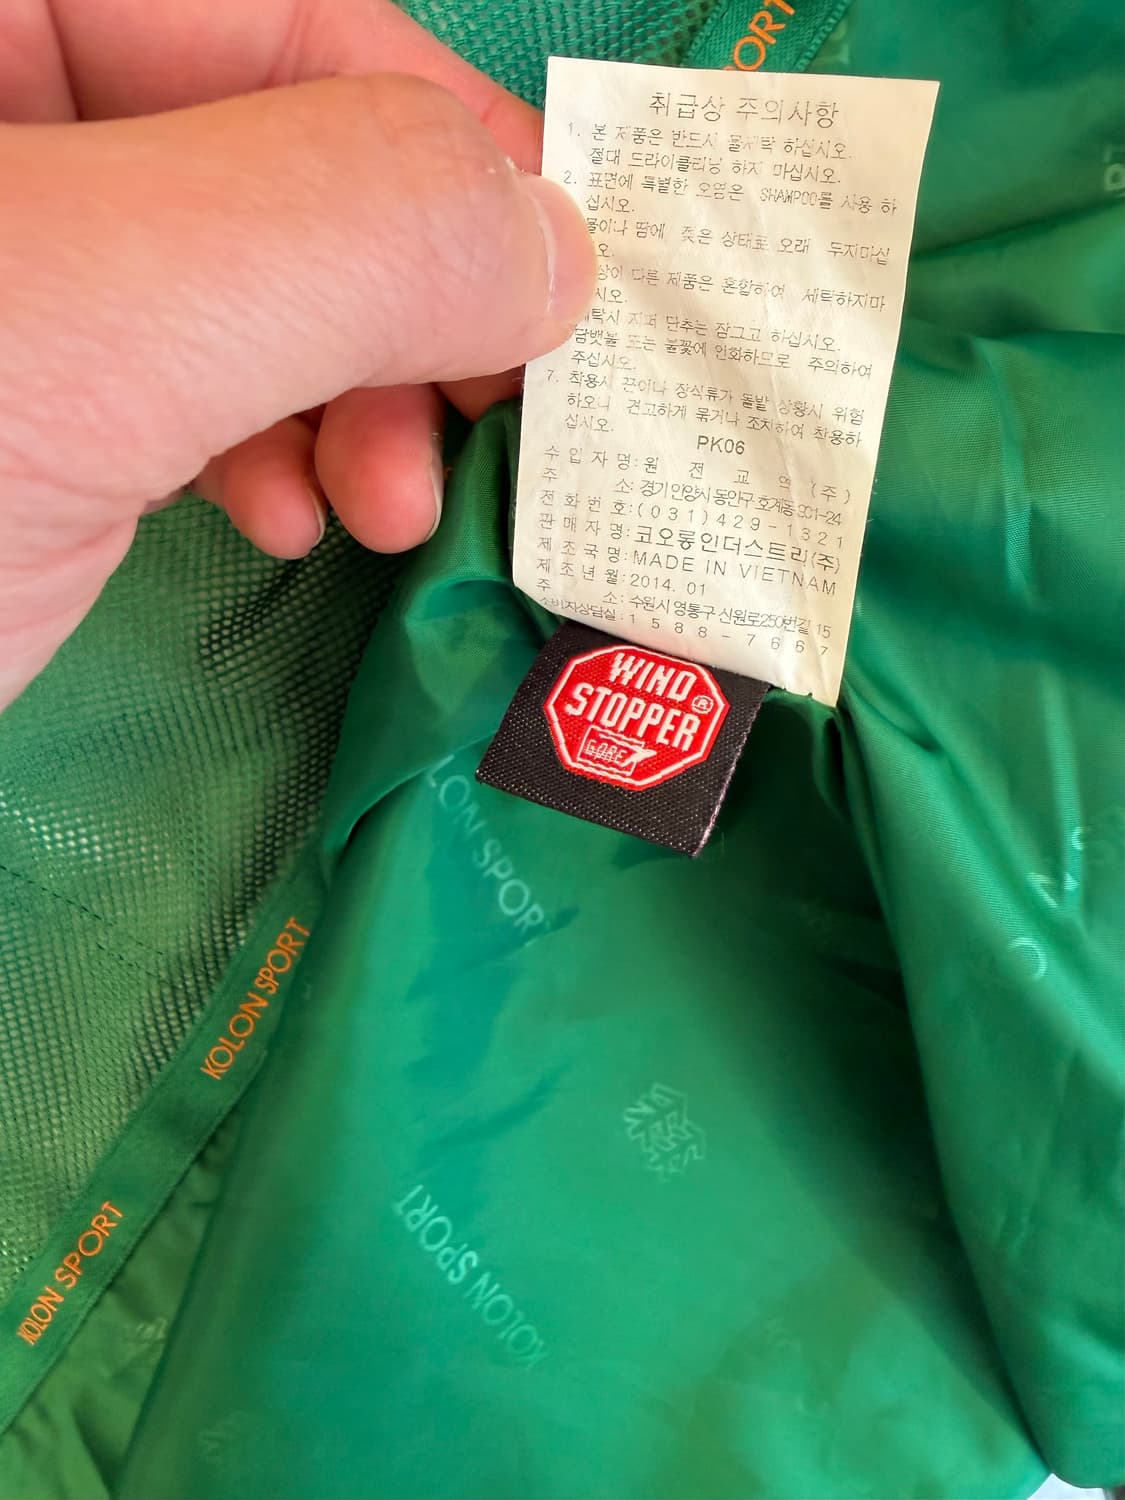 PORT
취급상 주의사항
1. 본 제품은 반드시 물세탁 하십시오.
절대 드라이클리닝 하지 마십시오.
2. 표면에 특별한 오염은 SHAMPOO를 사용 하
십시오.
물이나 땀에 젖은 상태로 오래 두지마십
오.
상이 다른 제품은 혼합하여 세탁하지마
시오.
세탁시 지퍼 단추는 잠그고 하십시오.
담뱃불 또는 불꽃에 인화하므로 주의하여
주십시오.
7. 착용시 끈이나 장식류가 돌발 상황시 위험
하오니 견고하게 묶거나 조치하여 착용하
십시오.
PK06
수 입 자 명: 원 전 교 역 (주)
주 소: 경기 안양시 동안구 호계동 901-24
전 화 번 호: (031)429-1321
판 매 자 명: 코오롱인더스트리(주)
제 조 국 명: MADE IN VIETNAM
제 조 년 월: 2014. 01
주 소: 수원시 영통구 신원로250번길 15
소비자상담실: 1588-7667
WIND
STOPPER
®
GORE
LON SPORT
KOLON SPORT
KOLON SPORT
KOLON SPORT